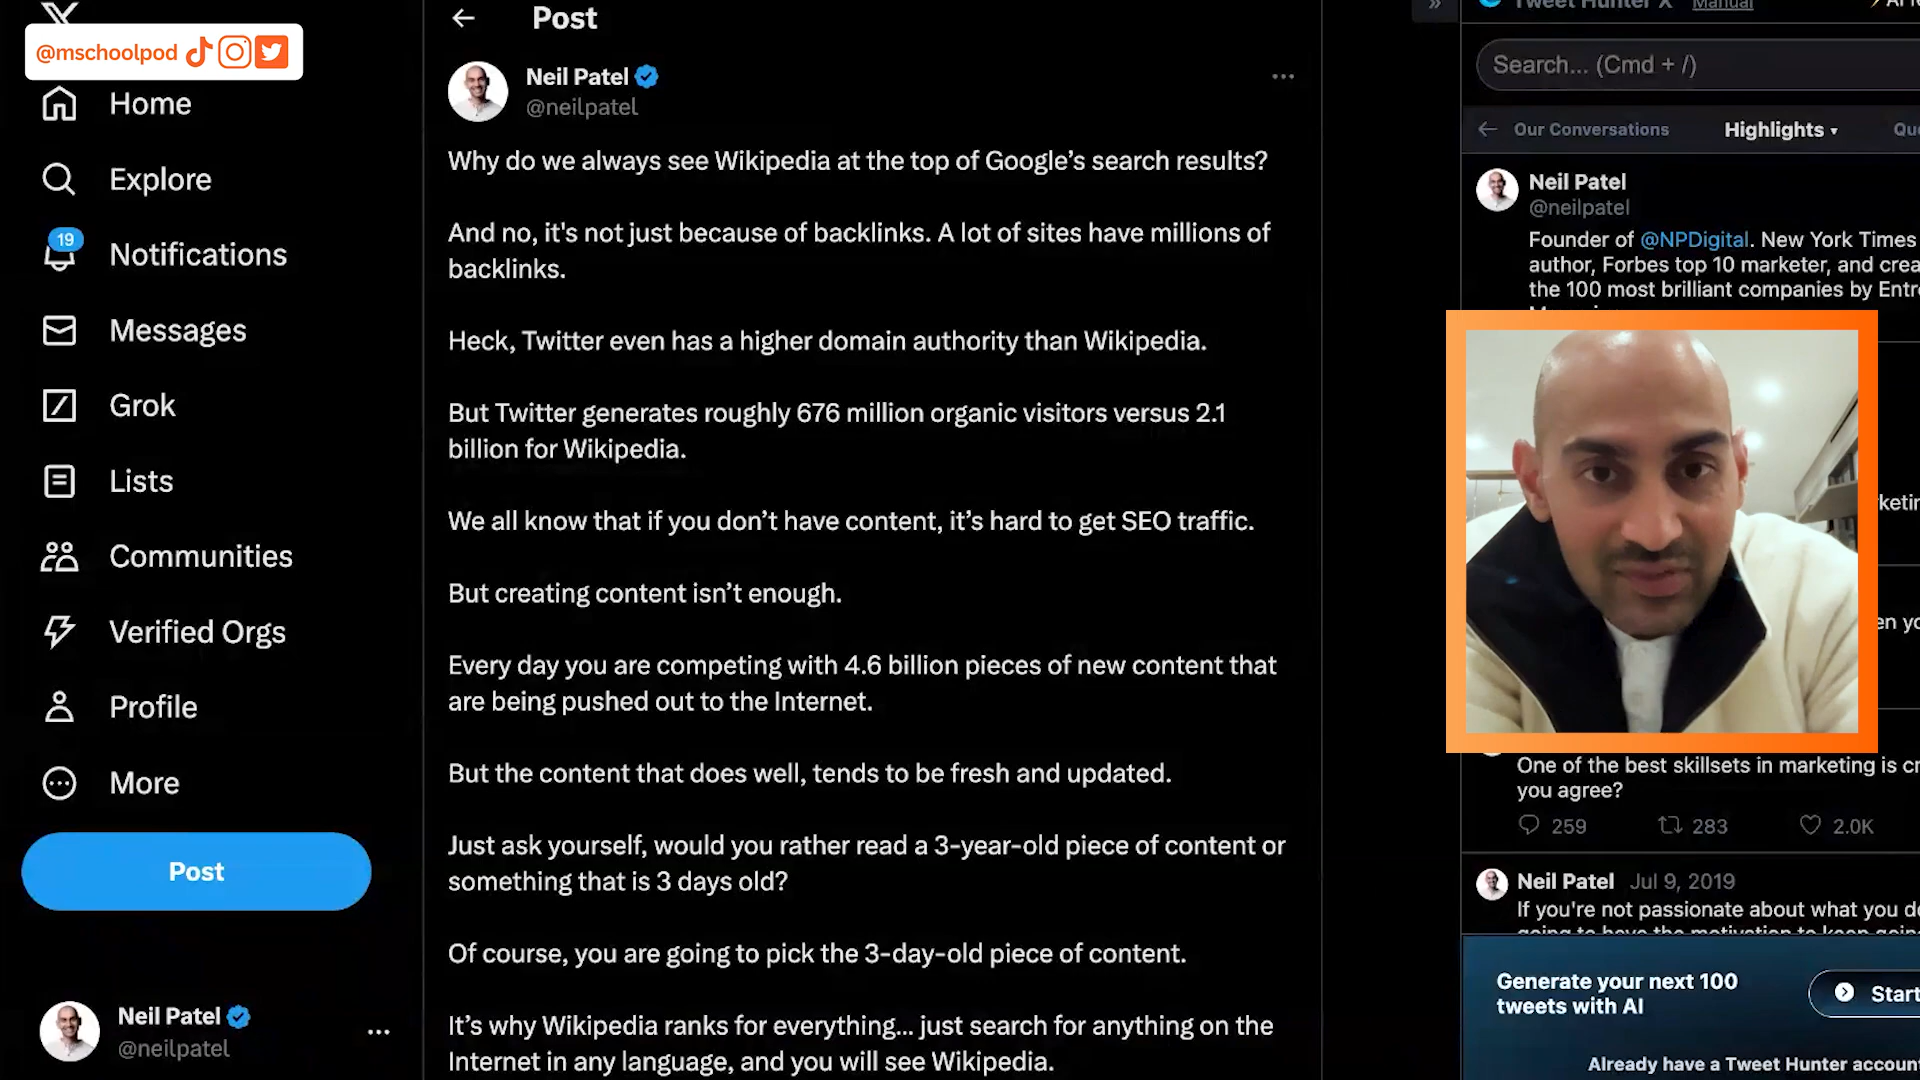 @mschoolpod
Home
Explore
19
Notifications
Messages
Grok
Lists
Communities
Verified Orgs
Profile
More
Post
Neil Patel
@neilpatel
Post
Neil Patel
@neilpatel
Why do we always see Wikipedia at the top of Google's search results?
And no, it's not just because of backlinks. A lot of sites have millions of
backlinks.
Heck, Twitter even has a higher domain authority than Wikipedia.
But Twitter generates roughly 676 million organic visitors versus 2.1
billion for Wikipedia.
We all know that if you don't have content, it's hard to get SEO traffic.
But creating content isn't enough.
Every day you are competing with 4.6 billion pieces of new content that
are being pushed out to the Internet.
But the content that does well, tends to be fresh and updated.
Just ask yourself, would you rather read a 3-year-old piece of content or
something that is 3 days old?
Of course, you are going to pick the 3-day-old piece of content.
It's why Wikipedia ranks for everything... just search for anything on the
Internet in any language, and you will see Wikipedia.
Tweet Hunter X Manual
Search... (Cmd + /)
Our Conversations Highlights
Neil Patel
@neilpatel
Founder of @NPDigital. New York Times
author, Forbes top 10 marketer, and
the 100 most brilliant companies by
One of the best skillsets in marketing is
you agree?
259 283 2.0K
Neil Patel Jul 9, 2019
If you're not passionate about what you
going to have the motivation to keep
Generate your next 100
tweets with AI
Start
Already have a Tweet Hunter